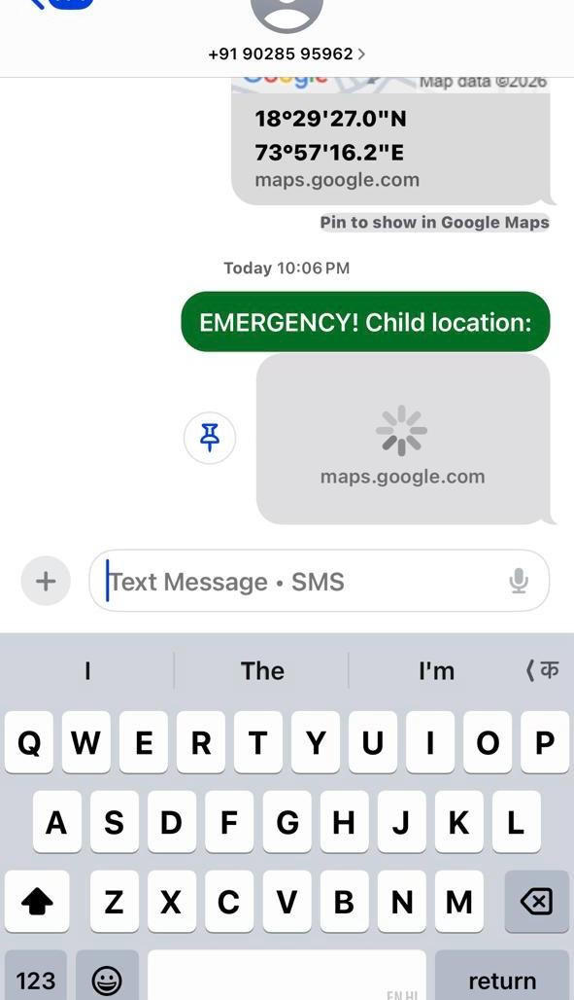 +91 90285 95962 >
Google
Map data ©2026
18°29'27.0"N
73°57'16.2"E
maps.google.com
Pin to show in Google Maps
Today 10:06 PM
EMERGENCY! Child location:
maps.google.com
Text Message • SMS
I The I'm क
Q W E R T Y U I O P
A S D F G H J K L
Z X C V B N M
123 return
EN HI